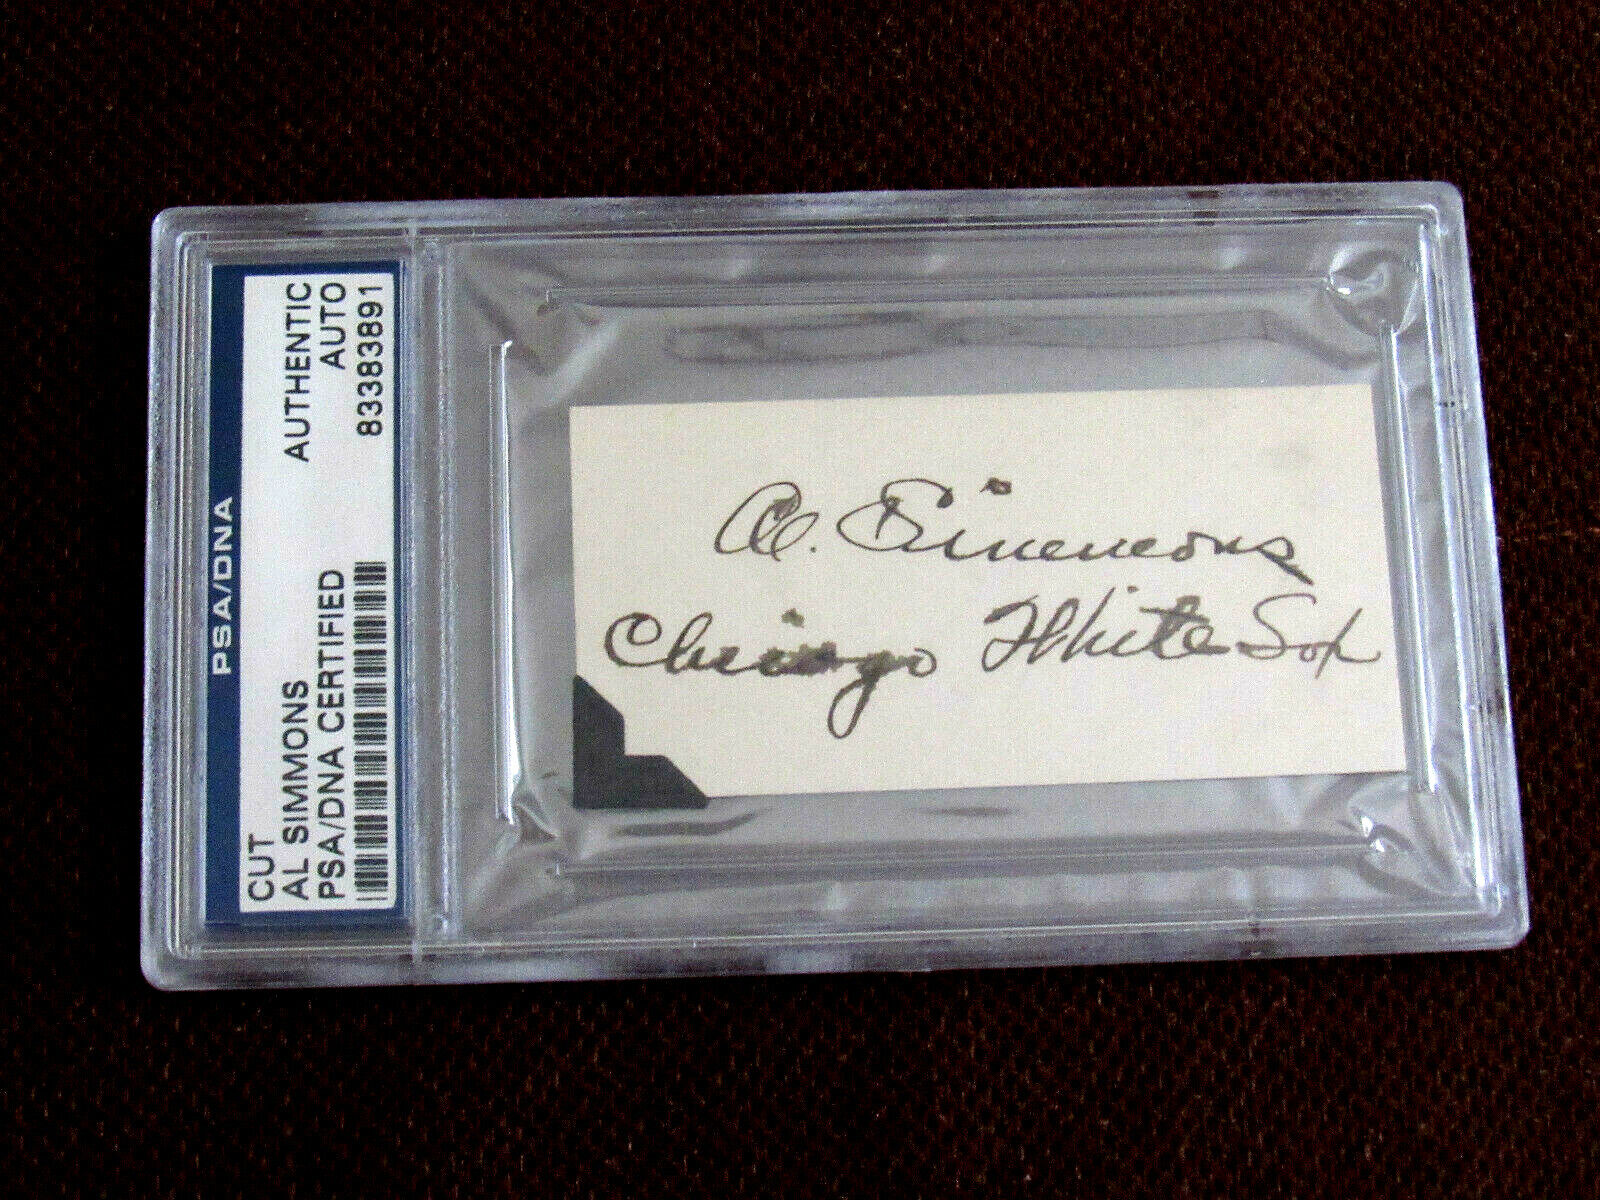 PSA/DNA
CUT AUTHENTIC
AL SIMMONS AUTO
PSA/DNA CERTIFIED 83383891
Al. Simmons
Chicago White Sox